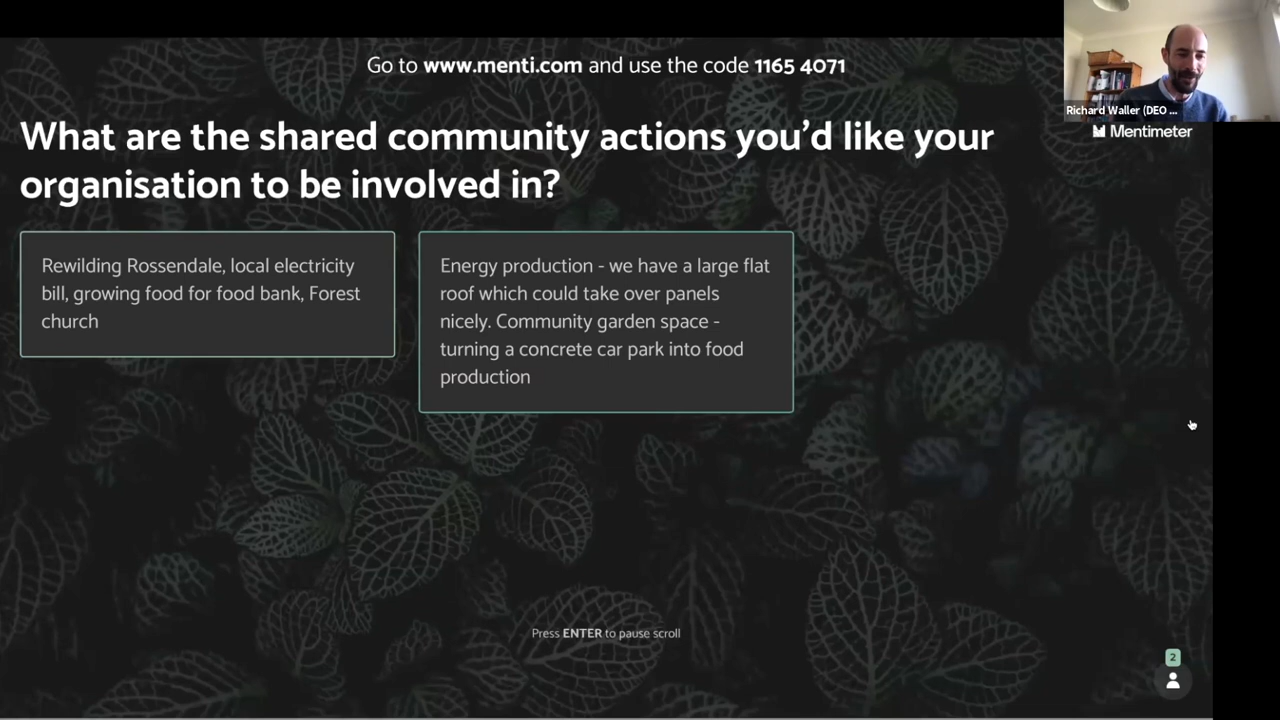 Go to www.menti.com and use the code 1165 4071
Richard Waller (DEO ...
Mentimeter
What are the shared community actions you'd like your
organisation to be involved in?
Rewilding Rossendale, local electricity
bill, growing food for food bank, Forest
church
Energy production - we have a large flat
roof which could take over panels
nicely. Community garden space -
turning a concrete car park into food
production
Press ENTER to pause scroll
2